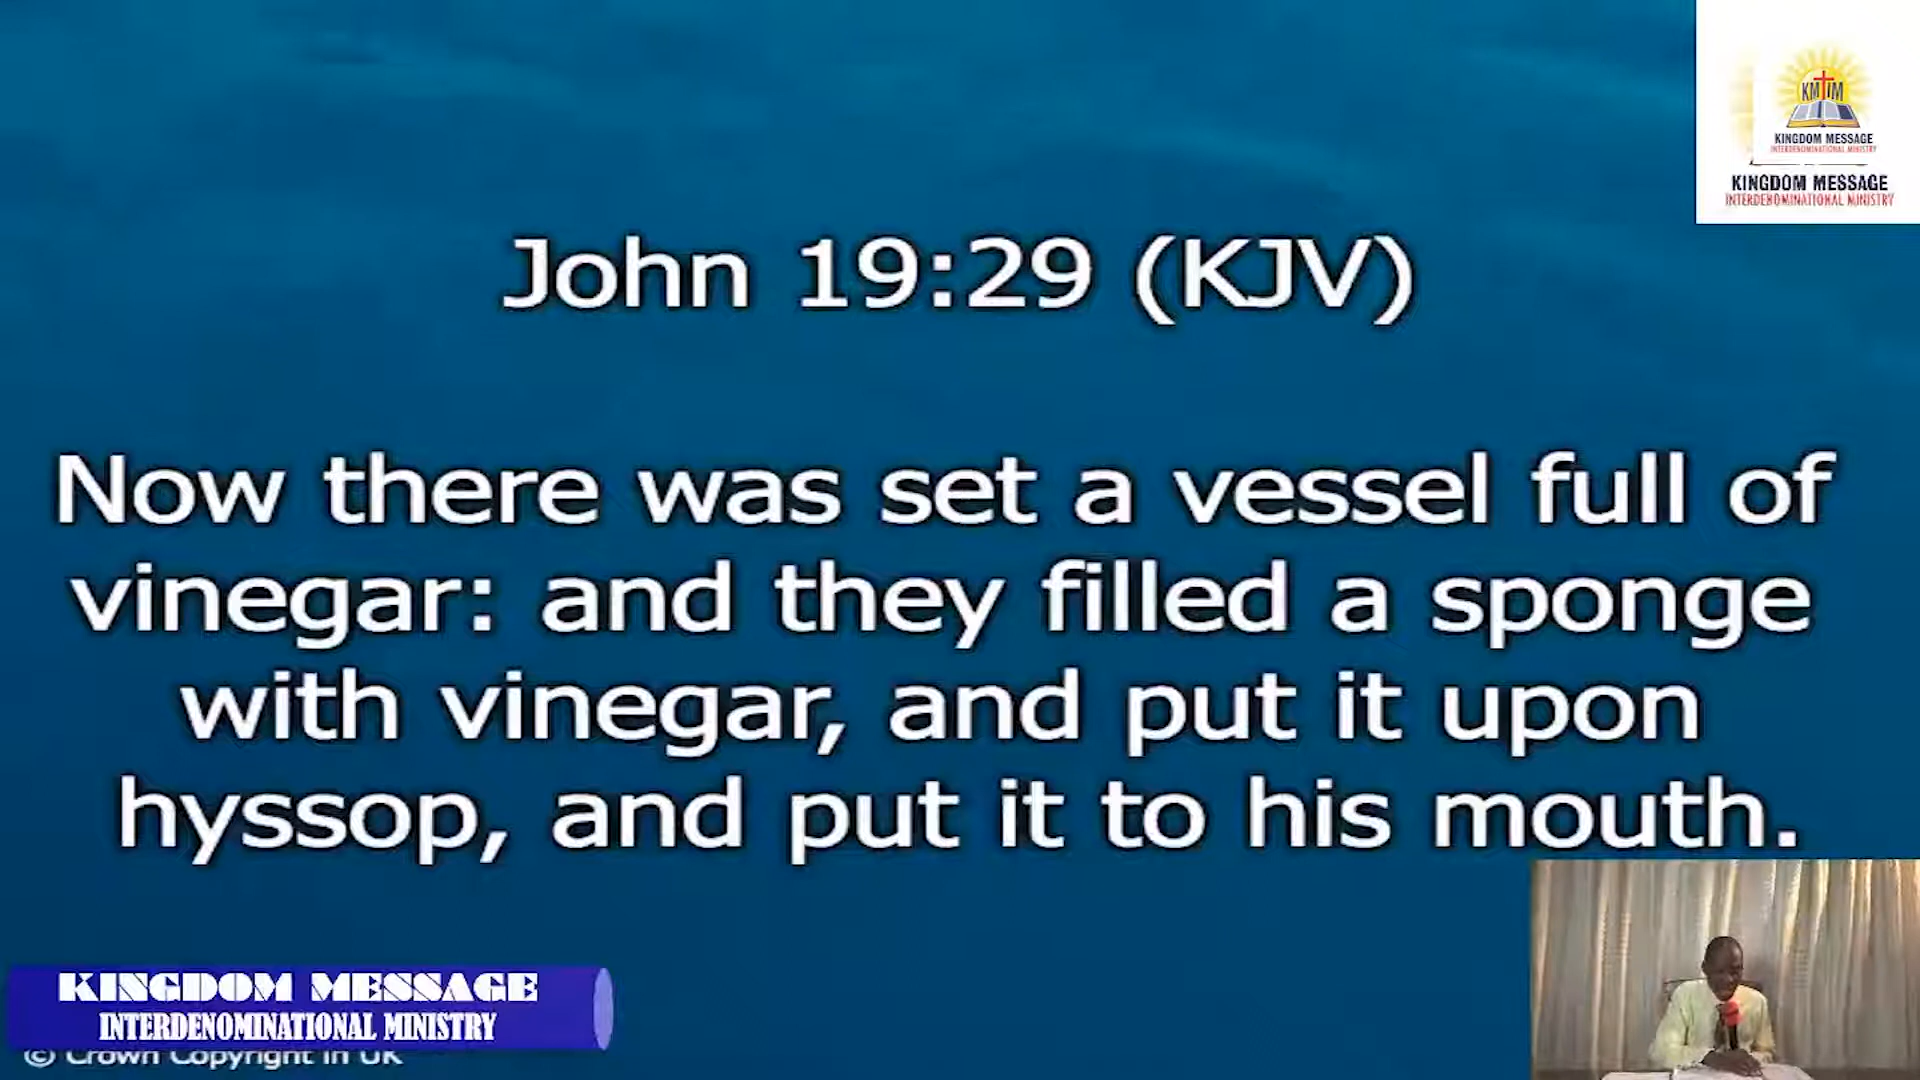 KMIM
KINGDOM MESSAGE
INTERDENOMINATIONAL MINISTRY
KINGDOM MESSAGE
INTERDENOMINATIONAL MINISTRY
John 19:29 (KJV)
Now there was set a vessel full of
vinegar: and they filled a sponge
with vinegar, and put it upon
hyssop, and put it to his mouth.
KINGDOM MESSAGE
INTERDENOMINATIONAL MINISTRY
© Crown Copyright in UK